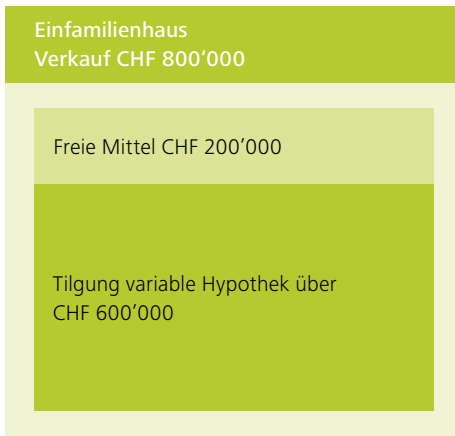 Einfamilienhaus
Verkauf CHF 800’000
Freie Mittel CHF 200’000
Tilgung variable Hypothek über
CHF 600’000